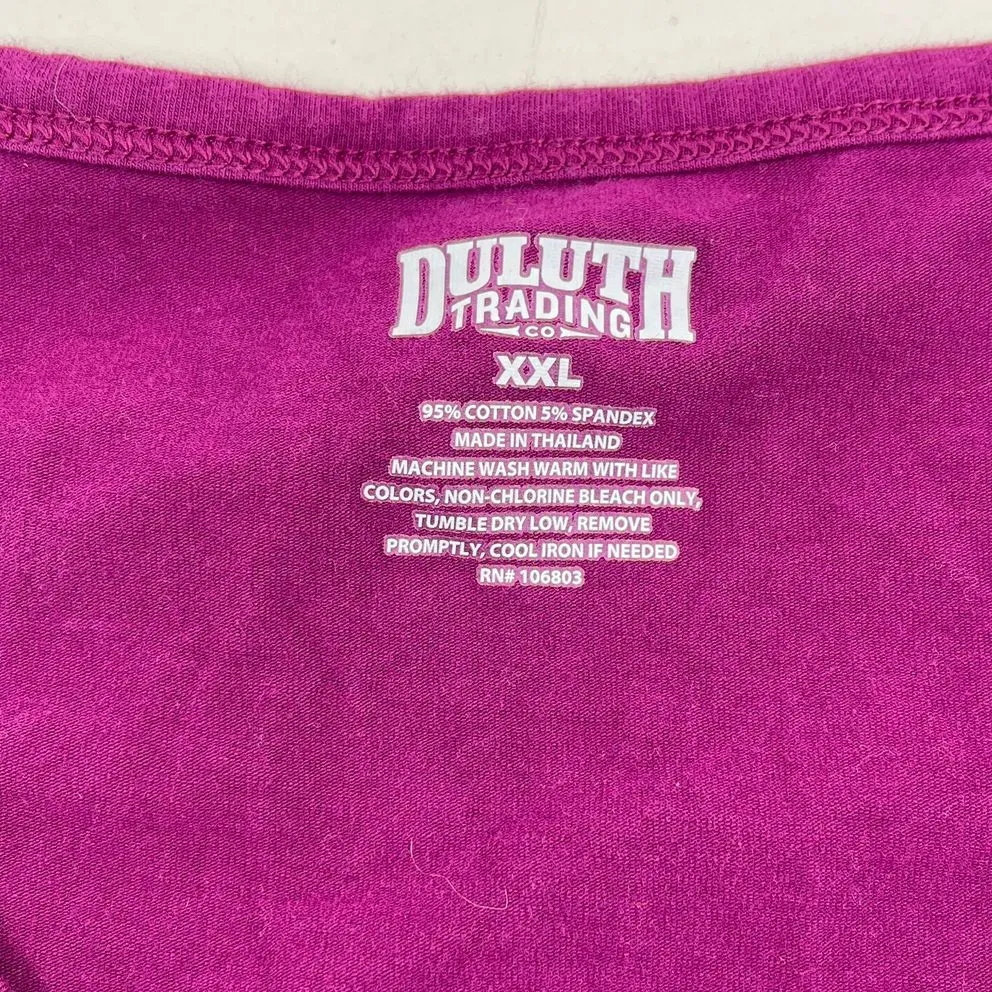 DULUTH
TRADING
CO
XXL
95% COTTON 5% SPANDEX
MADE IN THAILAND
MACHINE WASH WARM WITH LIKE
COLORS, NON-CHLORINE BLEACH ONLY,
TUMBLE DRY LOW, REMOVE
PROMPTLY, COOL IRON IF NEEDED
RN# 106803